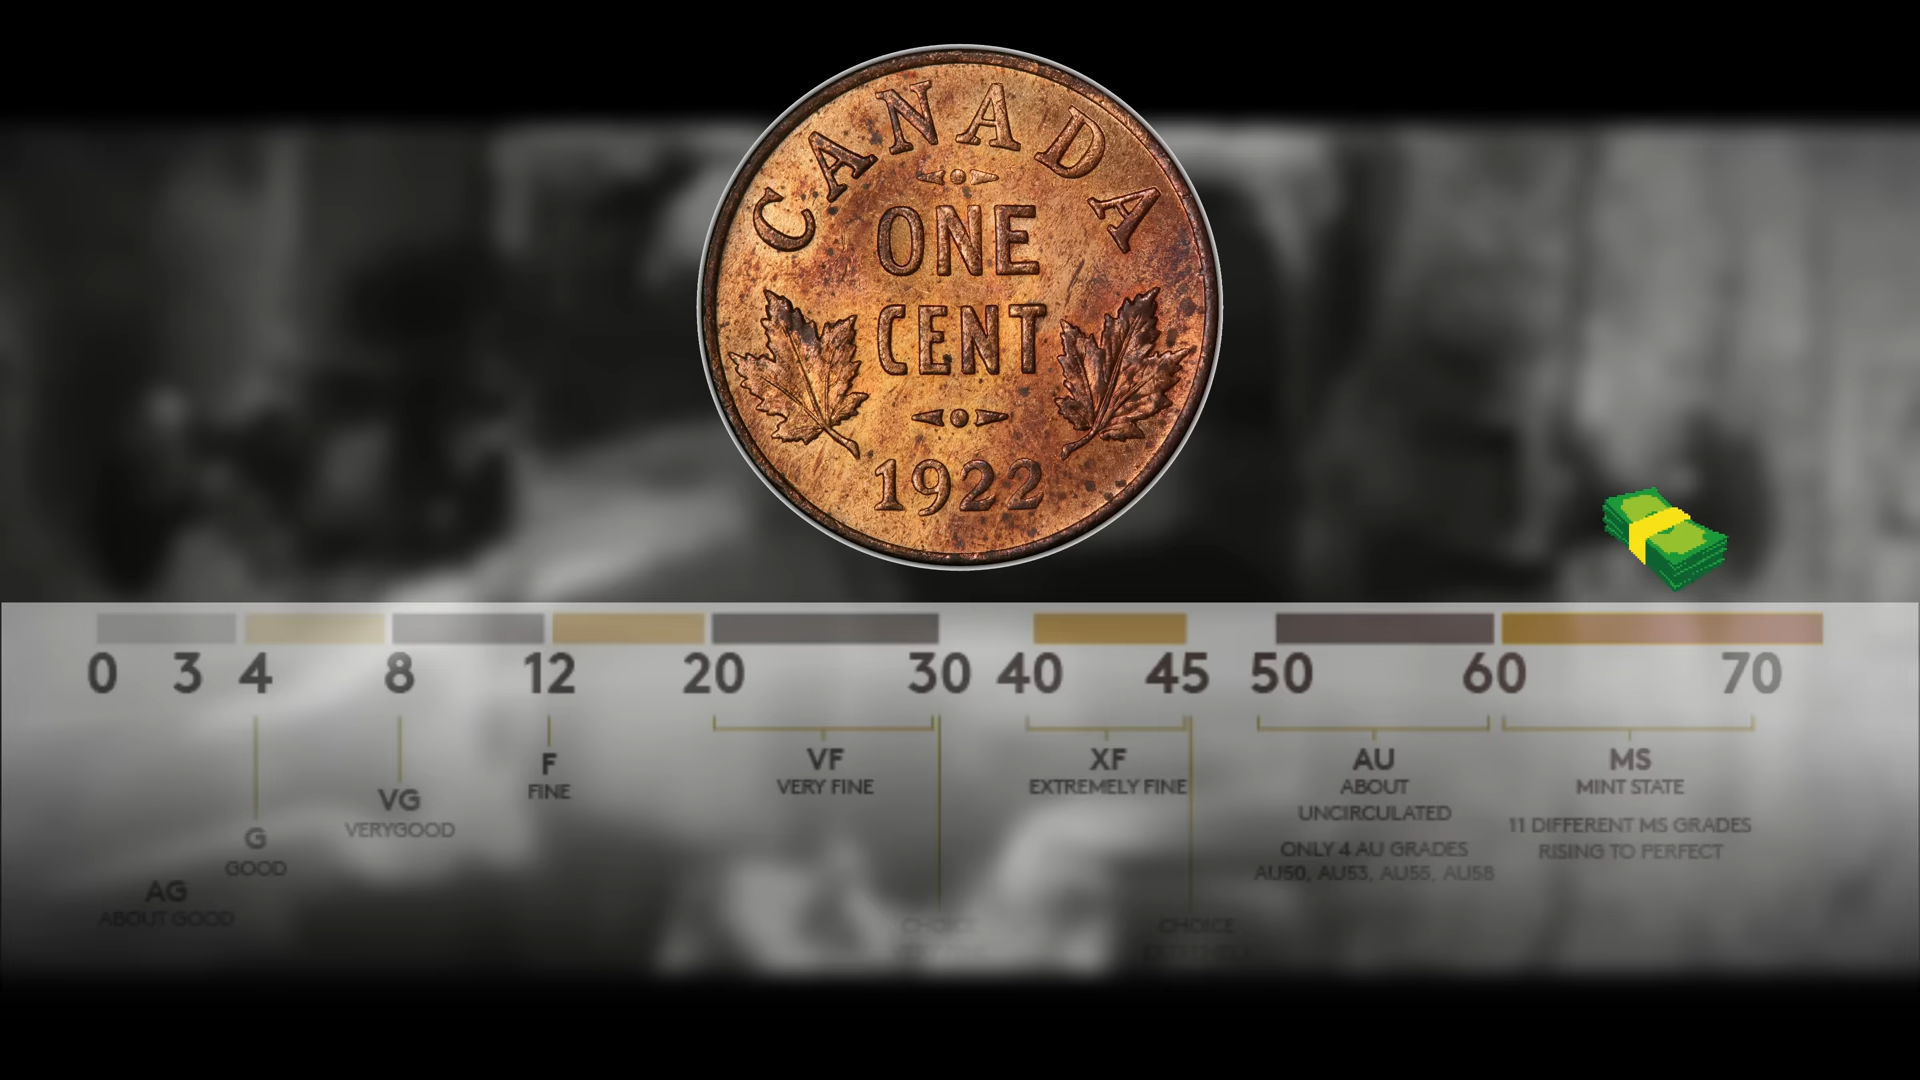 CANADA
ONE
CENT
1922
0 3 4 8 12 20 30 40 45 50 60 70
VF
VERY FINE
XF
EXTREMELY FINE
AU
ABOUT
UNCIRCULATED
ONLY 4 AU GRADES
AU50, AU53, AU55, AU58
MS
MINT STATE
11 DIFFERENT MS GRADES
RISING TO PERFECT
F
FINE
VG
VERYGOOD
G
GOOD
AG
ABOUT GOOD
CHOICE
CHOICE